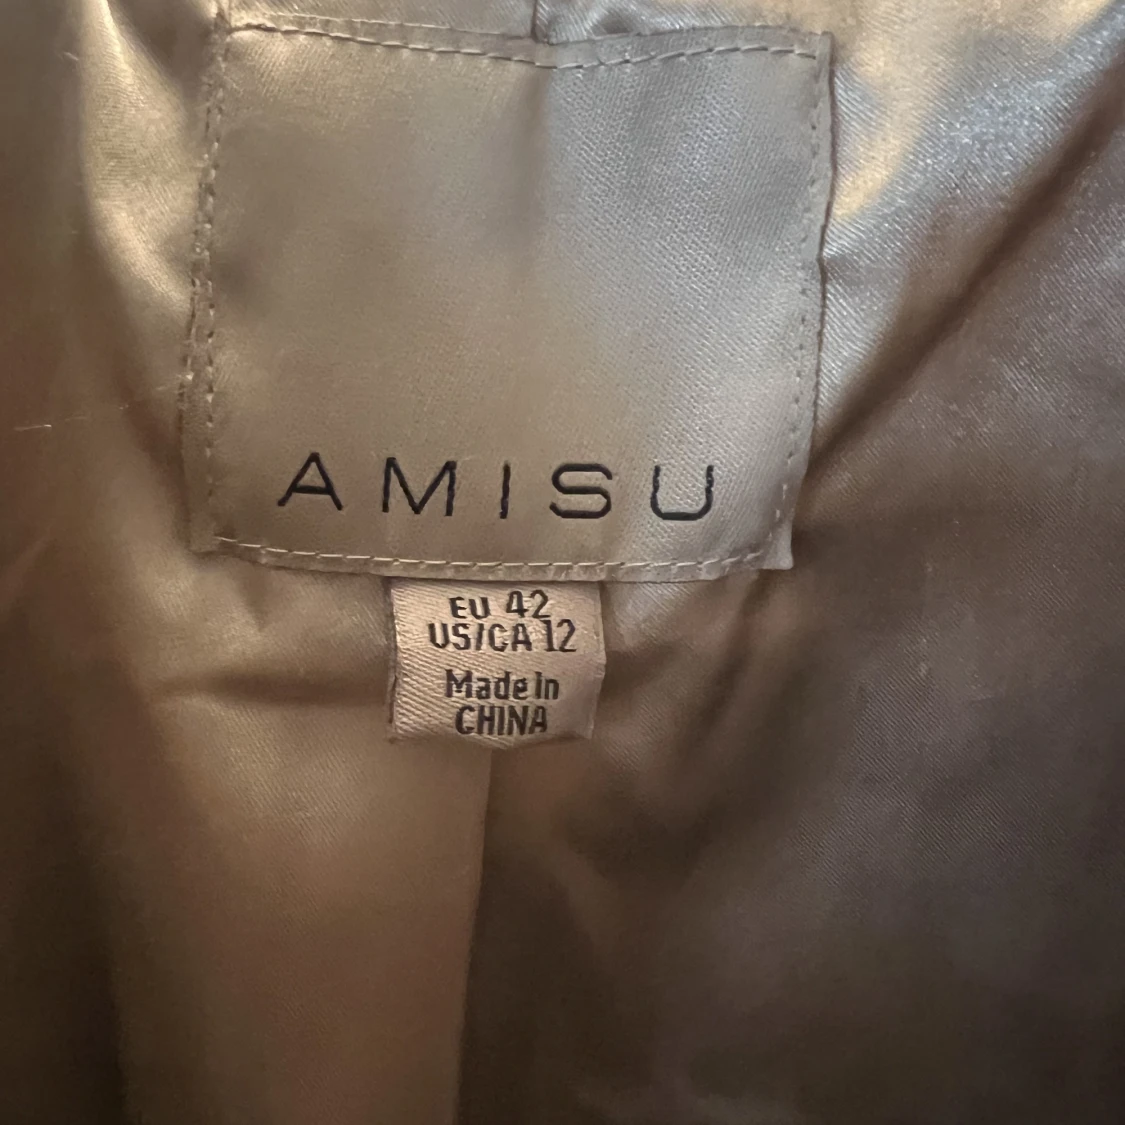 AMISU
EU 42
US/CA 12
Made in
CHINA